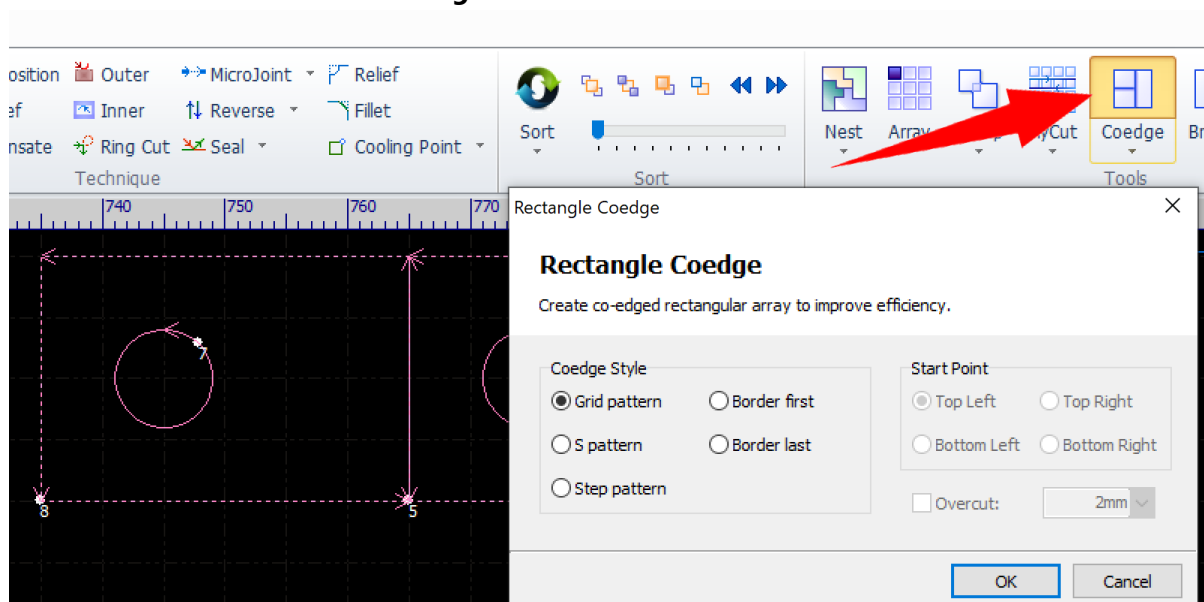 osition Outer MicroJoint Relief
ef Inner Reverse Fillet
nsate Ring Cut Seal Cooling Point
Technique
Sort
Sort
Nest Array yCut Coedge Br
Tools
740 750 760 770
7
8
5
Rectangle Coedge
Rectangle Coedge
Create co-edged rectangular array to improve efficiency.
Coedge Style
Grid pattern Border first
S pattern Border last
Step pattern
Start Point
Top Left Top Right
Bottom Left Bottom Right
Overcut: 2mm
OK Cancel